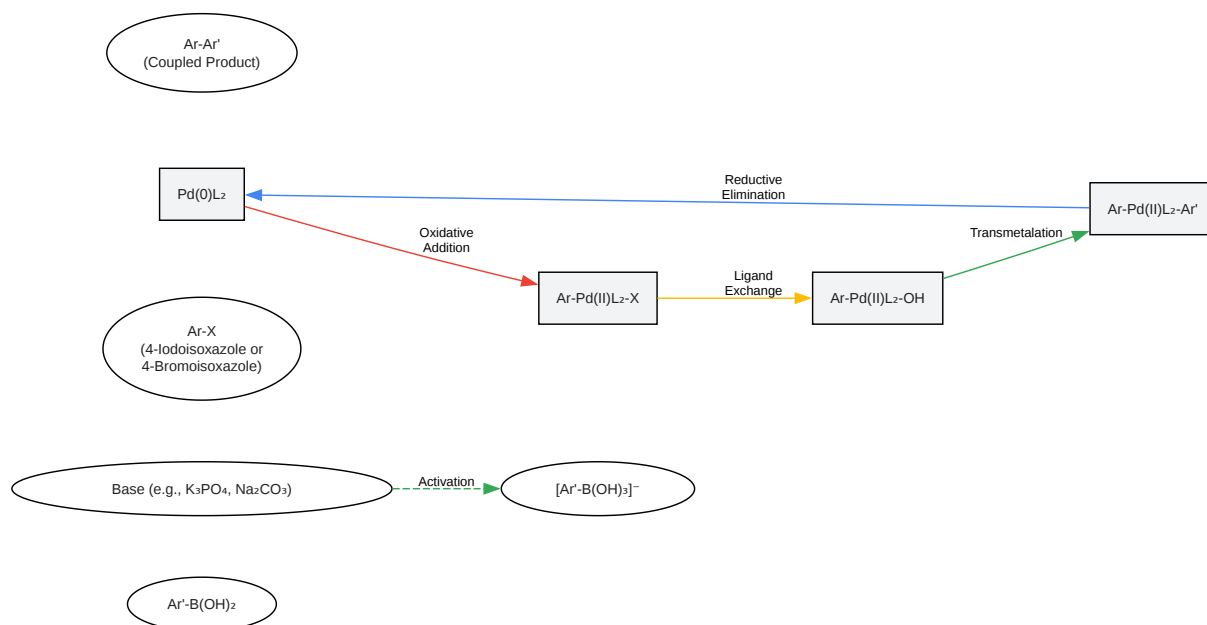 Ar-Ar'
(Coupled Product)
Pd(0)L₂
Reductive
Elimination
Ar-Pd(II)L₂-Ar'
Oxidative
Addition
Transmetalation
Ar-Pd(II)L₂-X
Ligand
Exchange
Ar-Pd(II)L₂-OH
Ar-X
(4-Iodoisoxazole or
4-Bromoisoxazole)
Base (e.g., K₃PO₄, Na₂CO₃)
Activation
[Ar'-B(OH)₃]⁻
Ar'-B(OH)₂